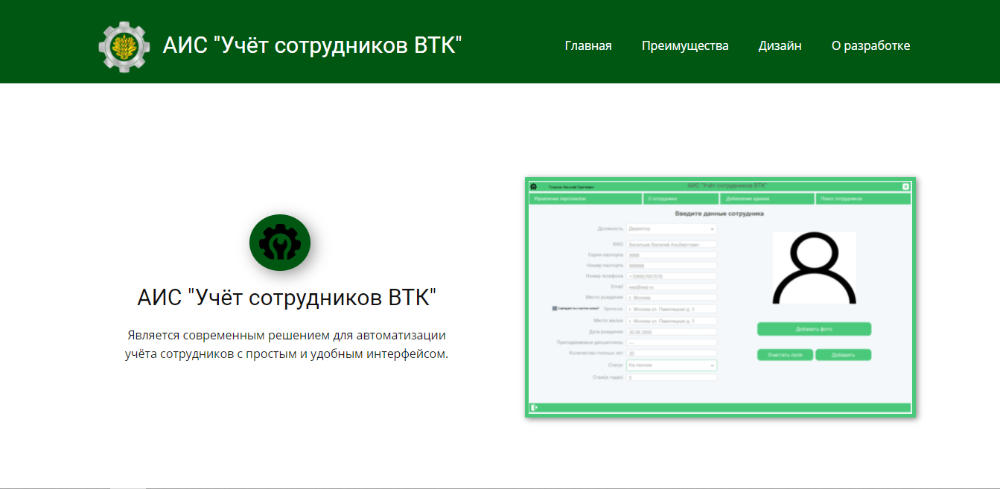 АИС "Учёт сотрудников ВТК"
Главная
Преимущества
Дизайн
О разработке
АИС "Учёт сотрудников ВТК"
Является современным решением для автоматизации
учёта сотрудников с простым и удобным интерфейсом.
АИС "Учёт сотрудников ВТК"
Управление персоналом
О сотруднике
Добавление админа
Поиск сотрудников
Введите данные сотрудника
Должность Директор
ФИО Васильев Василий Альбертович
Серия паспорта 9999
Номер паспорта 999999
Номер телефона
Email
Место рождения г. Москва
Прописка г. Москва ул. Павелецкая д. 3
Место жилья г. Москва ул. Павелецкая д. 3
Дата рождения 20.08.2000
Преподаваемые дисциплины ---
Количество полных лет 20
Статус На пенсии
Стаж(в годах) 5
Добавить фото
Очистить поля
Добавить